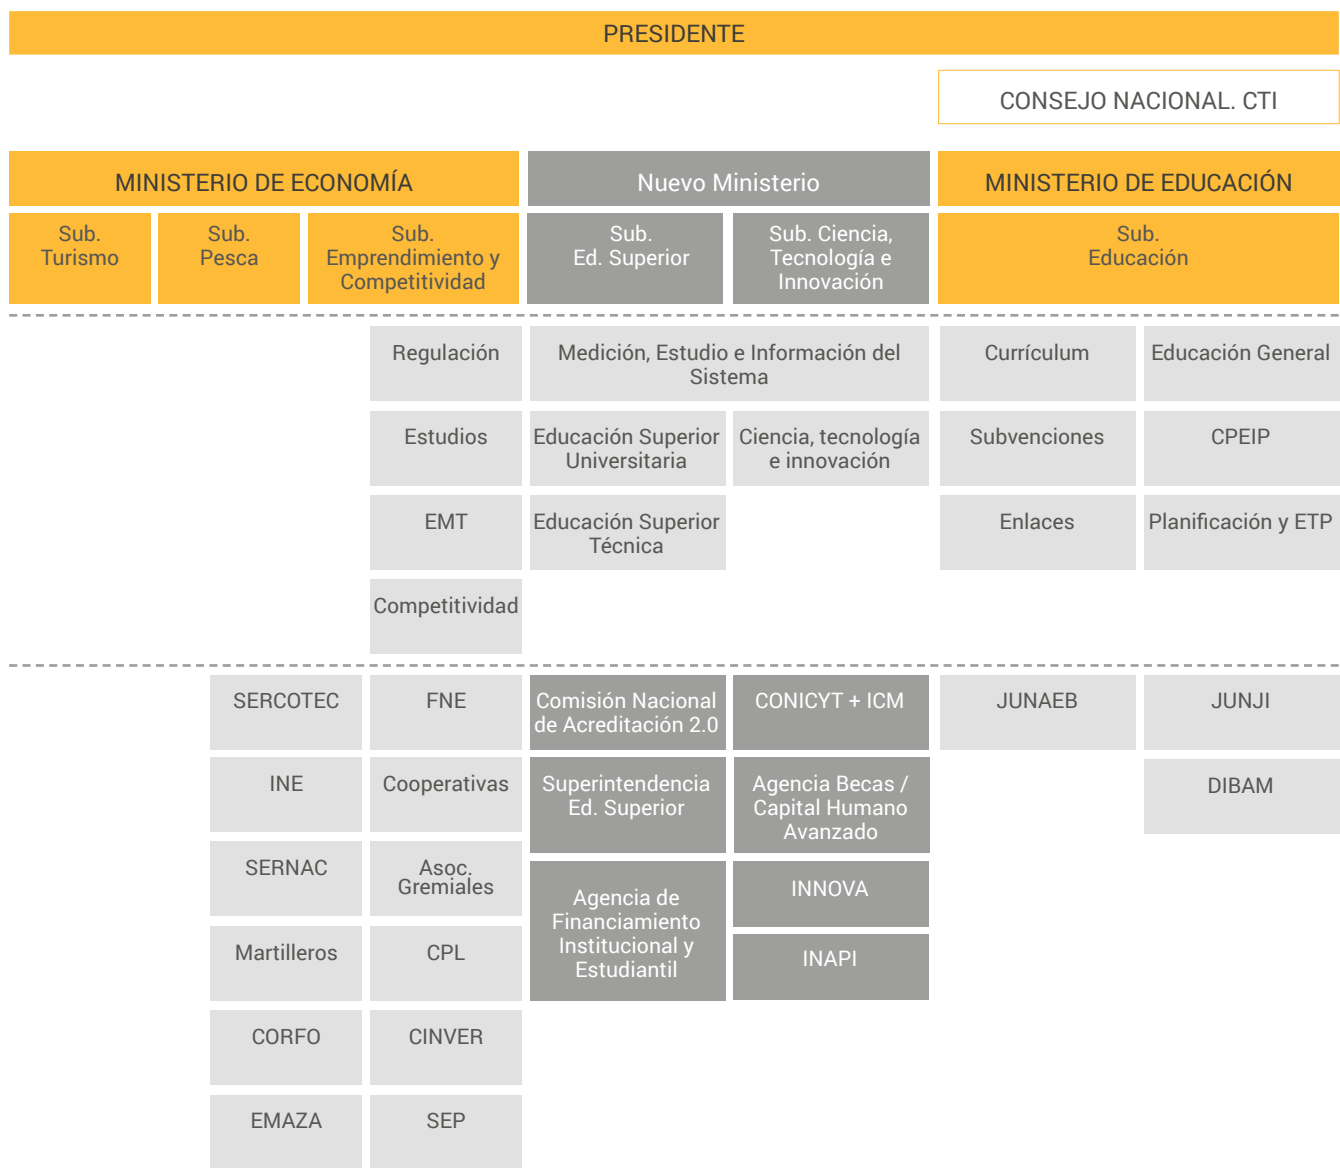 PRESIDENTE
CONSEJO NACIONAL. CTI
MINISTERIO DE ECONOMÍA
Nuevo Ministerio
MINISTERIO DE EDUCACIÓN
Sub.
Turismo
Sub.
Pesca
Sub.
Emprendimiento y
Competitividad
Sub.
Ed. Superior
Sub. Ciencia,
Tecnología e
Innovación
Sub.
Educación
Regulación
Medición, Estudio e Información del
Sistema
Currículum
Educación General
Estudios
Educación Superior
Universitaria
Ciencia, tecnología
e innovación
Subvenciones
CPEIP
EMT
Educación Superior
Técnica
Enlaces
Planificación y ETP
Competitividad
SERCOTEC
FNE
Comisión Nacional
de Acreditación 2.0
CONICYT + ICM
JUNAEB
JUNJI
INE
Cooperativas
Superintendencia
Ed. Superior
Agencia Becas /
Capital Humano
Avanzado
DIBAM
SERNAC
Asoc.
Gremiales
Agencia de
Financiamiento
Institucional y
Estudiantil
INNOVA
Martilleros
CPL
INAPI
CORFO
CINVER
EMAZA
SEP